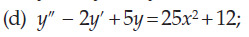 (d) y″ – 2y′ + 5y = 25x² + 12;